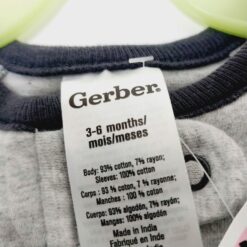 Gerber.
3-6 months/
mois/meses
Body: 93% cotton, 7% rayon;
Sleeves: 100% cotton
Corps : 93 % coton, 7 % rayonne;
Manches : 100 % coton
Cuerpo: 93% algodón, 7% rayón;
Mangas: 100% algodón
Made in India
Fabriqué en Inde